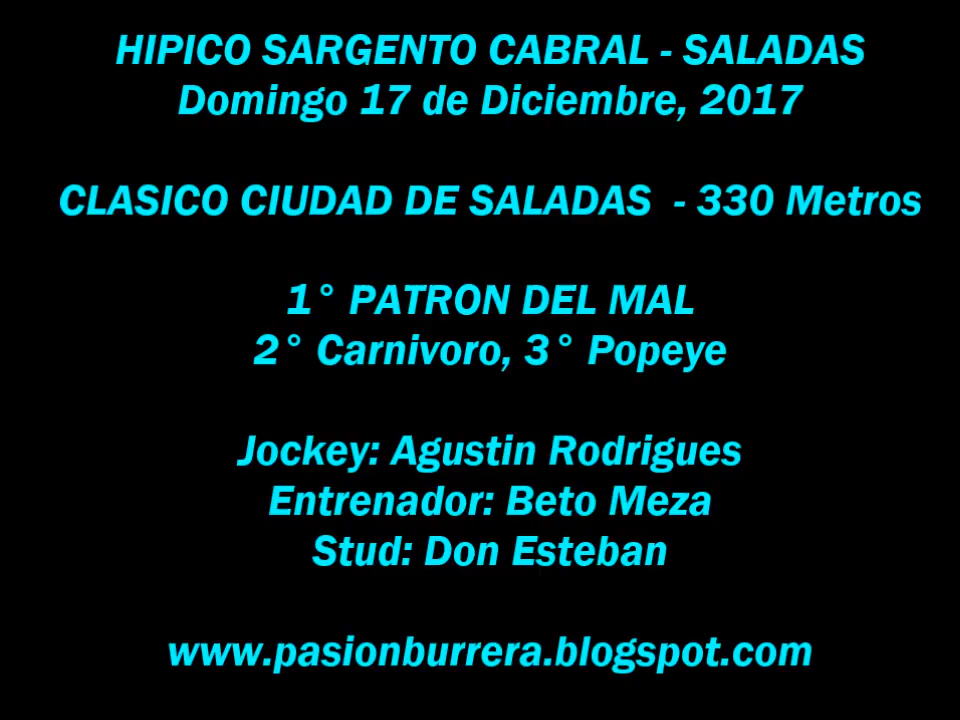 HIPICO SARGENTO CABRAL - SALADAS
Domingo 17 de Diciembre, 2017
CLASICO CIUDAD DE SALADAS - 330 Metros
1° PATRON DEL MAL
2° Carnivoro, 3° Popeye
Jockey: Agustin Rodrigues
Entrenador: Beto Meza
Stud: Don Esteban
www.pasionburrera.blogspot.com